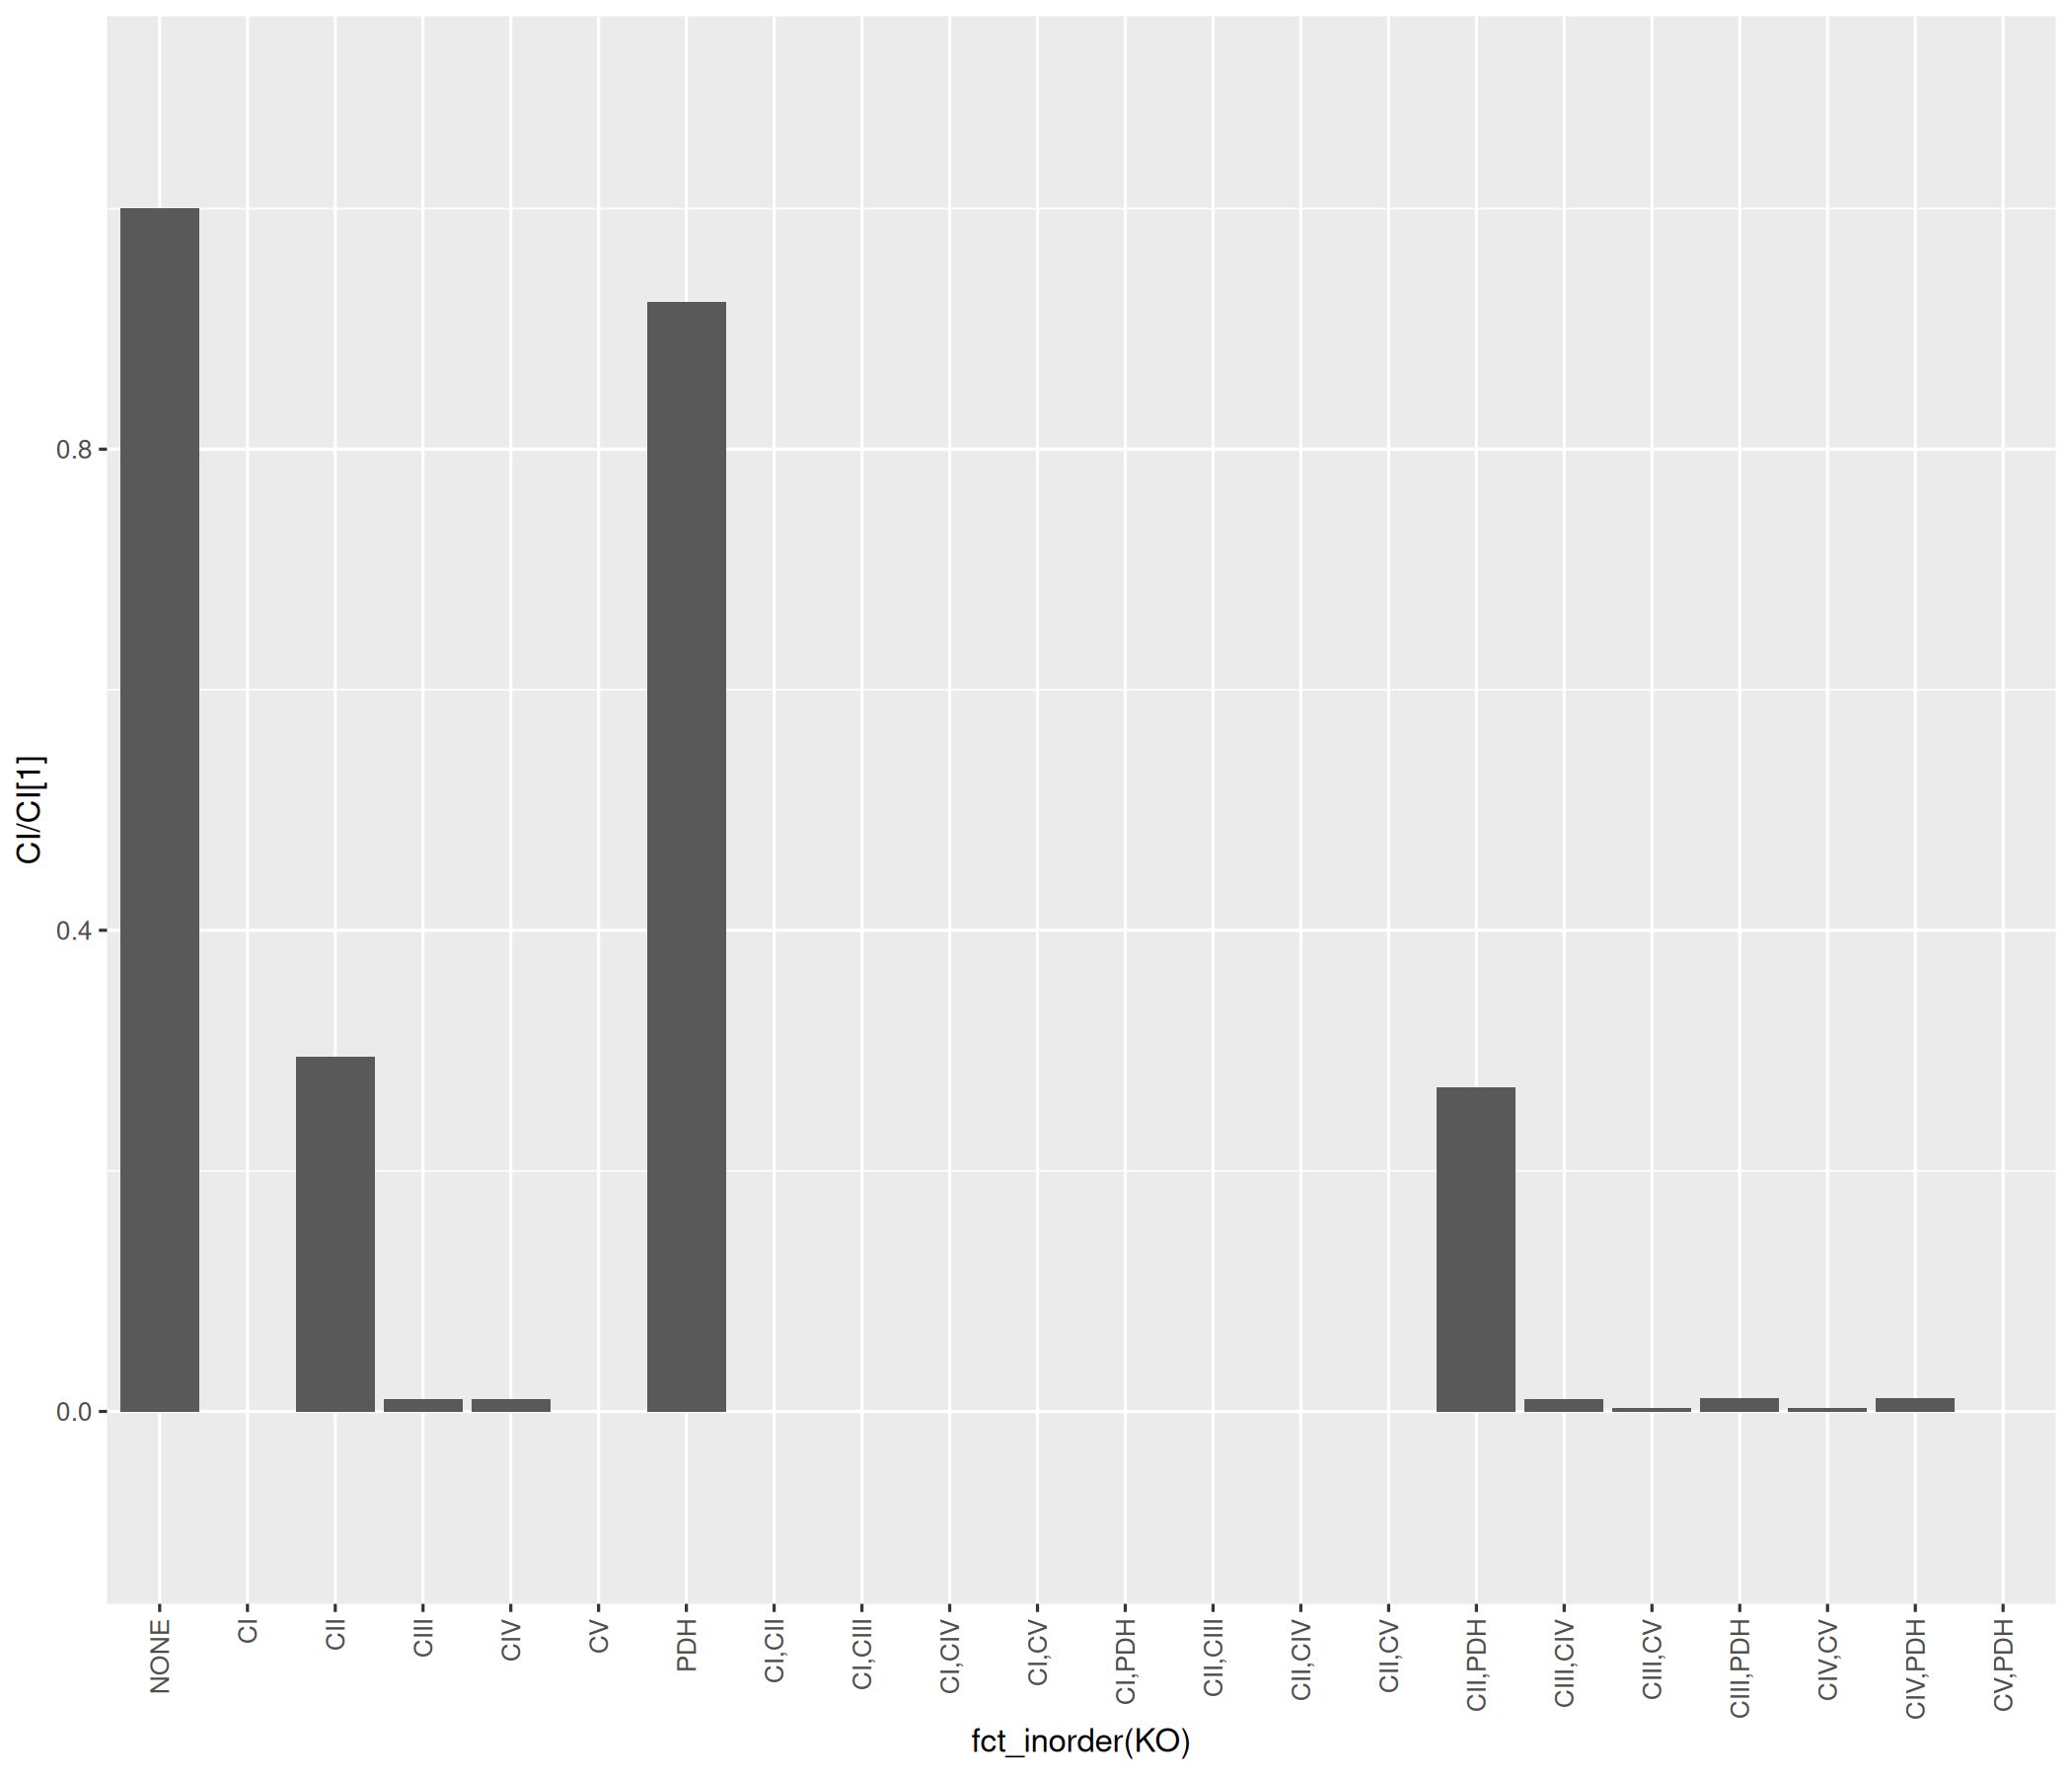 CI/CI[1]
0.8
0.4
0.0
NONE
CI
CII
CIII
CIV
CV
PDH
CI,CII
CI,CIII
CI,CIV
CI,CV
CI,PDH
CII,CIII
CII,CIV
CII,CV
CII,PDH
CIII,CIV
CIII,CV
CIII,PDH
CIV,CV
CIV,PDH
CV,PDH
fct_inorder(KO)